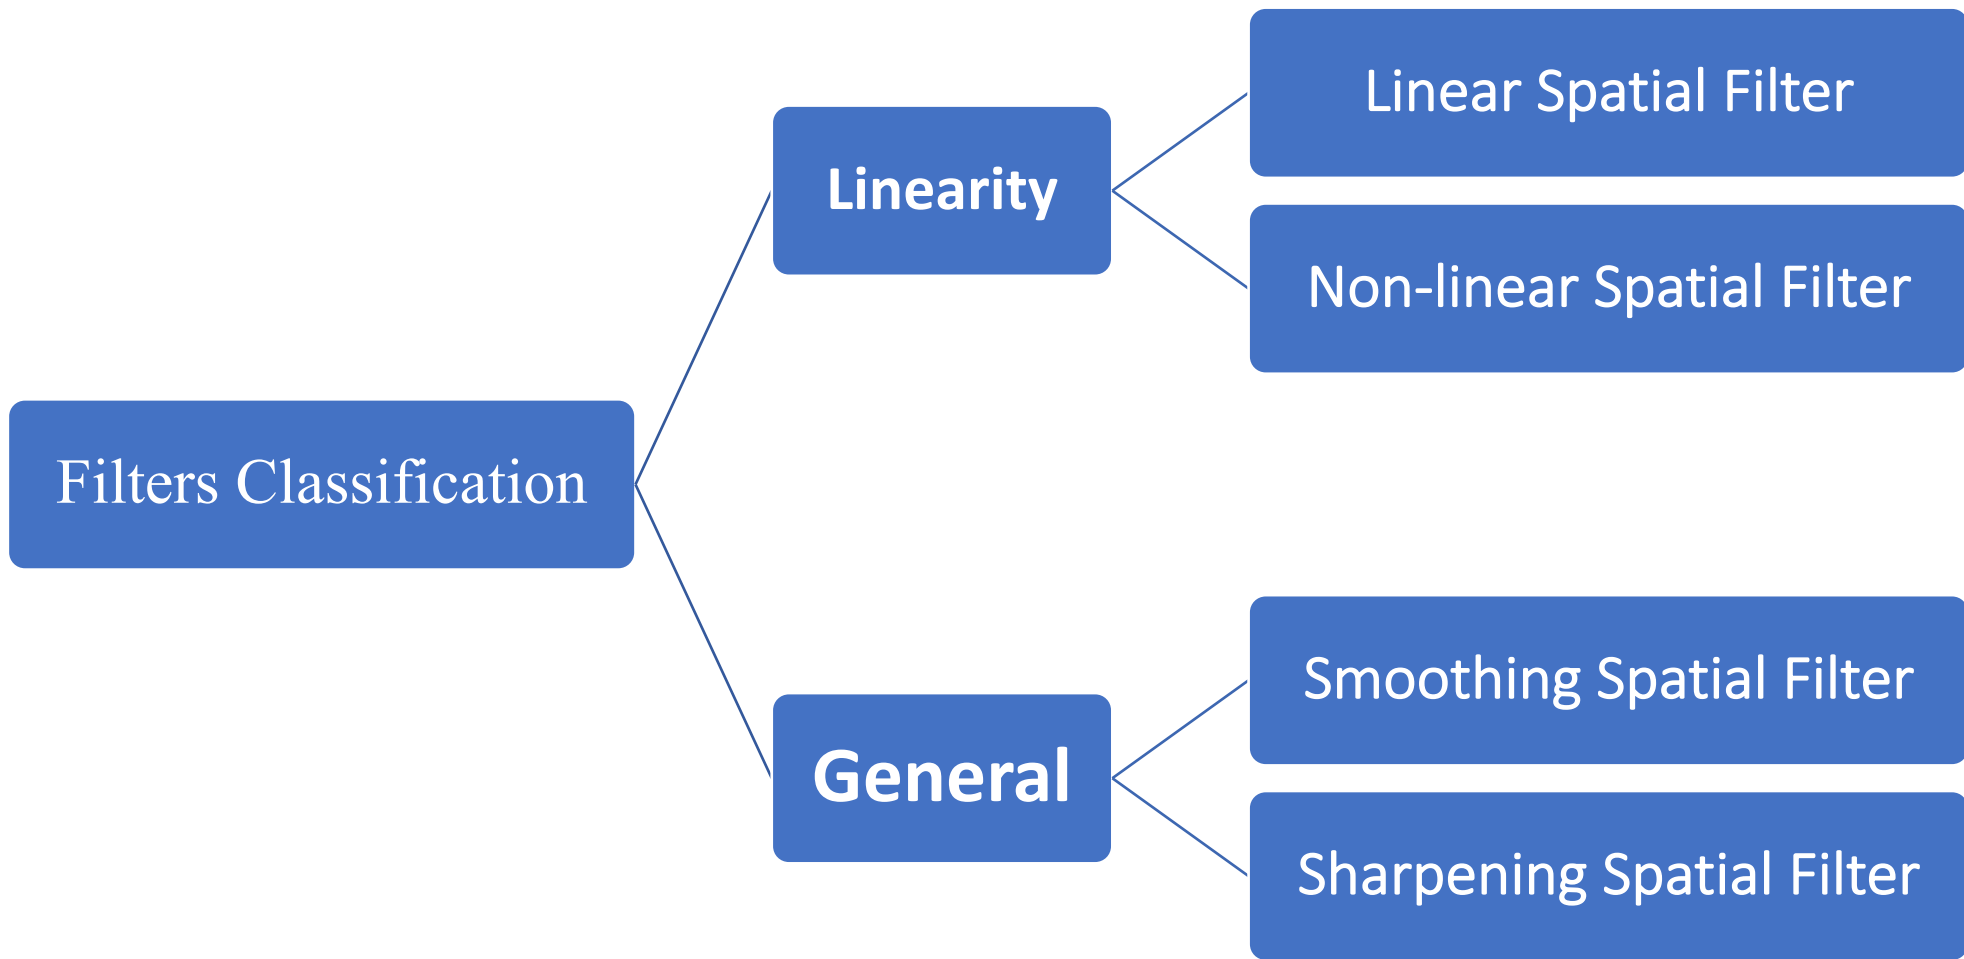 Filters Classification
Linearity
Linear Spatial Filter
Non-linear Spatial Filter
General
Smoothing Spatial Filter
Sharpening Spatial Filter